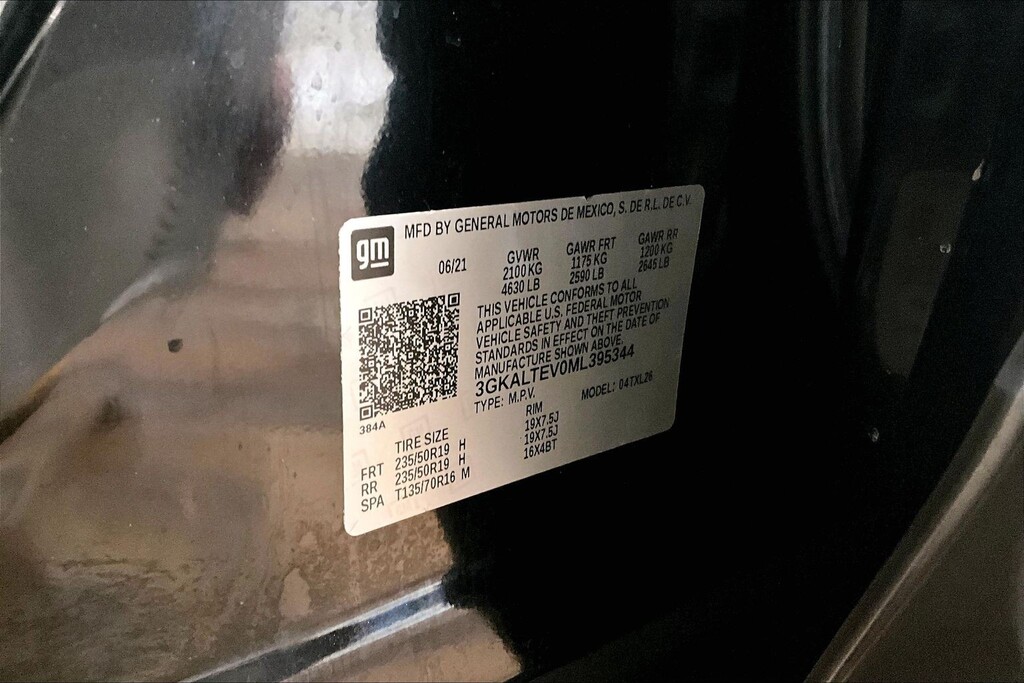 gm
MFD BY GENERAL MOTORS DE MEXICO, S. DE R.L. DE C.V.
06/21
GVWR
2100 KG
4630 LB
GAWR FRT
1175 KG
2590 LB
GAWR RR
1200 KG
2645 LB
THIS VEHICLE CONFORMS TO ALL
APPLICABLE U.S. FEDERAL MOTOR
VEHICLE SAFETY AND THEFT PREVENTION
STANDARDS IN EFFECT ON THE DATE OF
MANUFACTURE SHOWN ABOVE.
3GKALTEV0ML395344
TYPE: M.P.V. MODEL: 04TXL26
384A
TIRE SIZE RIM
FRT 235/50R19 H 19X7.5J
RR 235/50R19 H 19X7.5J
SPA T135/70R16 M 16X4BT